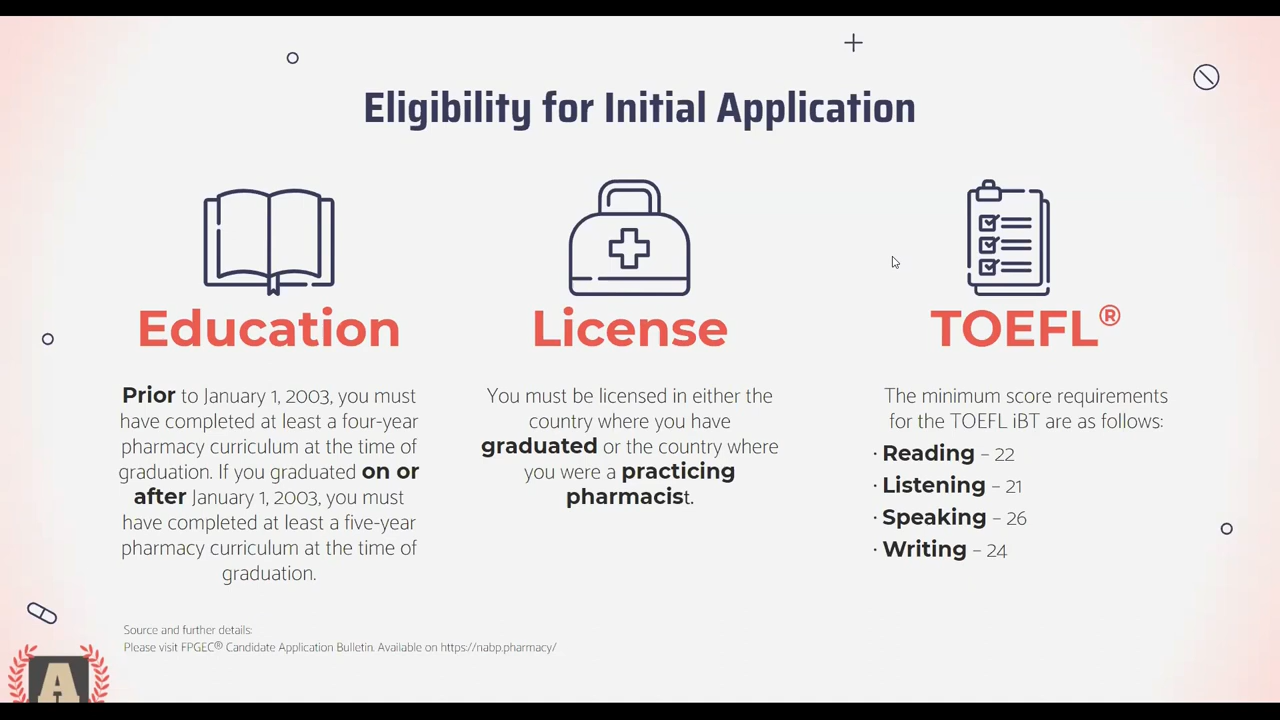 Eligibility for Initial Application
Education
Prior to January 1, 2003, you must
have completed at least a four-year
pharmacy curriculum at the time of
graduation. If you graduated on or
after January 1, 2003, you must
have completed at least a five-year
pharmacy curriculum at the time of
graduation.
License
You must be licensed in either the
country where you have
graduated or the country where
you were a practicing
pharmacist.
TOEFL®
The minimum score requirements
for the TOEFL iBT are as follows:
· Reading – 22
· Listening – 21
· Speaking – 26
· Writing – 24
Source and further details:
Please visit FPGEC® Candidate Application Bulletin. Available on https://nabp.pharmacy/
A